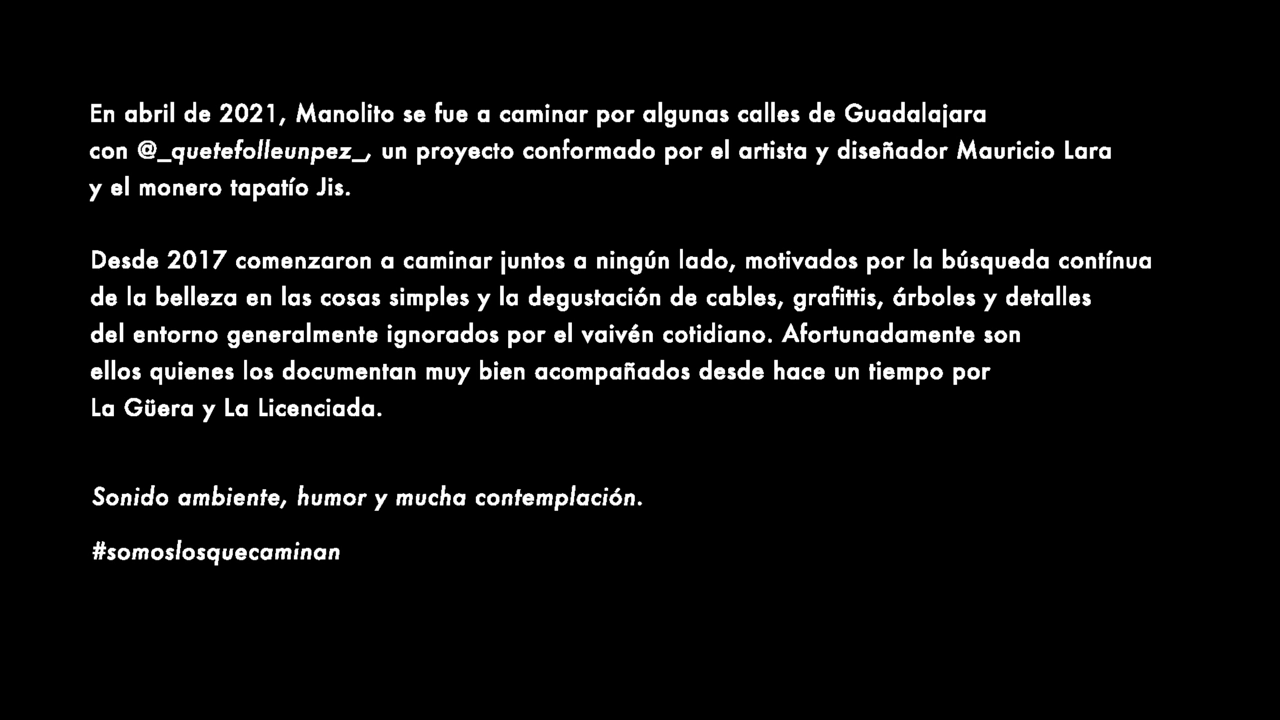 En abril de 2021, Manolito se fue a caminar por algunas calles de Guadalajara
con @_quetefolleunpez_, un proyecto conformado por el artista y diseñador Mauricio Lara
y el monero tapatío Jis.
Desde 2017 comenzaron a caminar juntos a ningún lado, motivados por la búsqueda contínua
de la belleza en las cosas simples y la degustación de cables, grafittis, árboles y detalles
del entorno generalmente ignorados por el vaivén cotidiano. Afortunadamente son
ellos quienes los documentan muy bien acompañados desde hace un tiempo por
La Güera y La Licenciada.
Sonido ambiente, humor y mucha contemplación.
#somoslosquecaminan